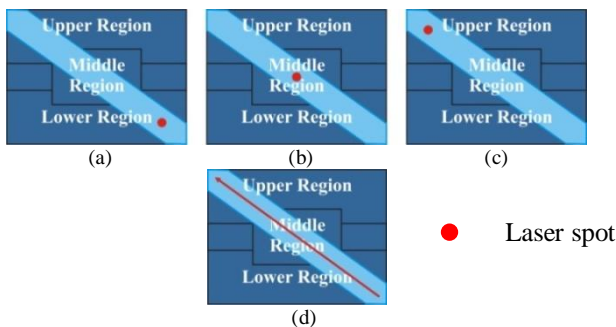 Upper Region
Middle
Region
Lower Region
(a)
Upper Region
Middle
Region
Lower Region
(b)
Upper Region
Middle
Region
Lower Region
(c)
Upper Region
Middle
Region
Lower Region
(d)
Laser spot